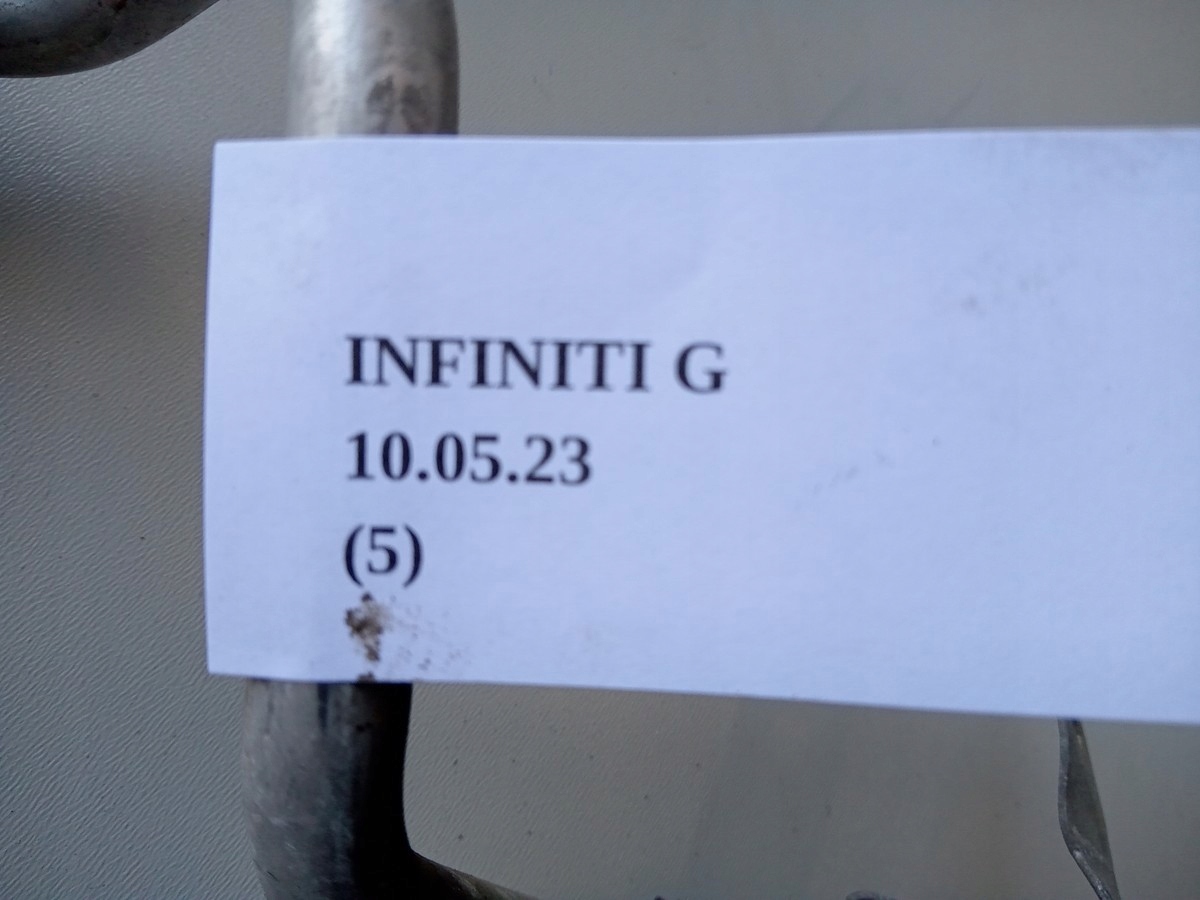 INFINITI G
10.05.23
(5)